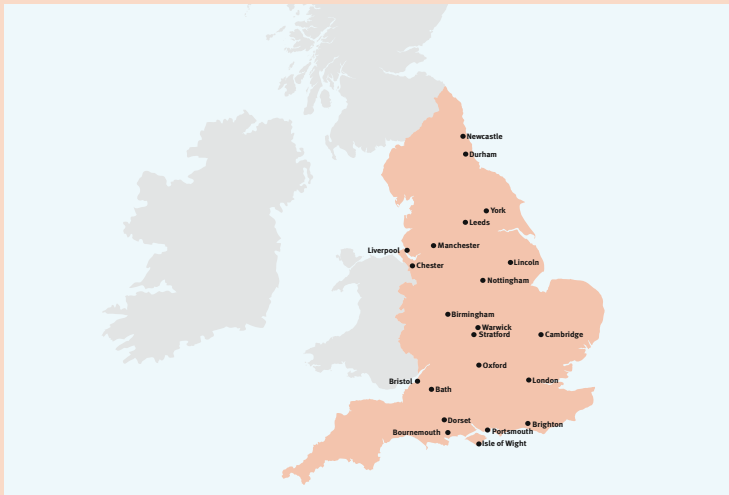 Newcastle
Durham
York
Leeds
Manchester
Liverpool
Chester
Lincoln
Nottingham
Birmingham
Warwick
Stratford
Cambridge
Oxford
London
Bristol
Bath
Dorset
Brighton
Bournemouth
Portsmouth
Isle of Wight